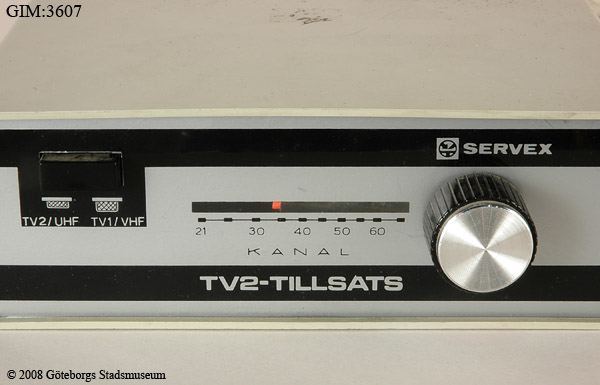 GIM:3607
SERVEX
TV2/UHF TV1/VHF
21 30 40 50 60
KANAL
TV2-TILLSATS
© 2008 Göteborgs Stadsmuseum